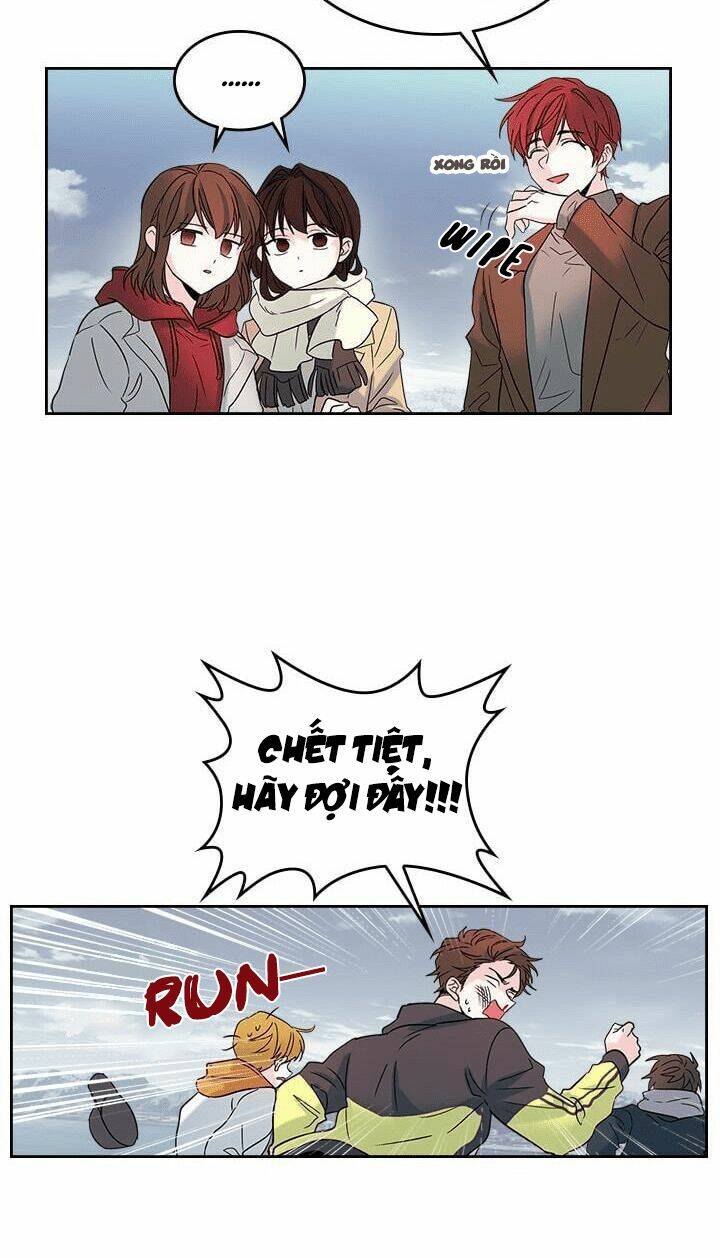 ......
XONG RỒI
WIPE
CHẾT TIỆT,
HÃY ĐỢI ĐẤY!!!
RUN—